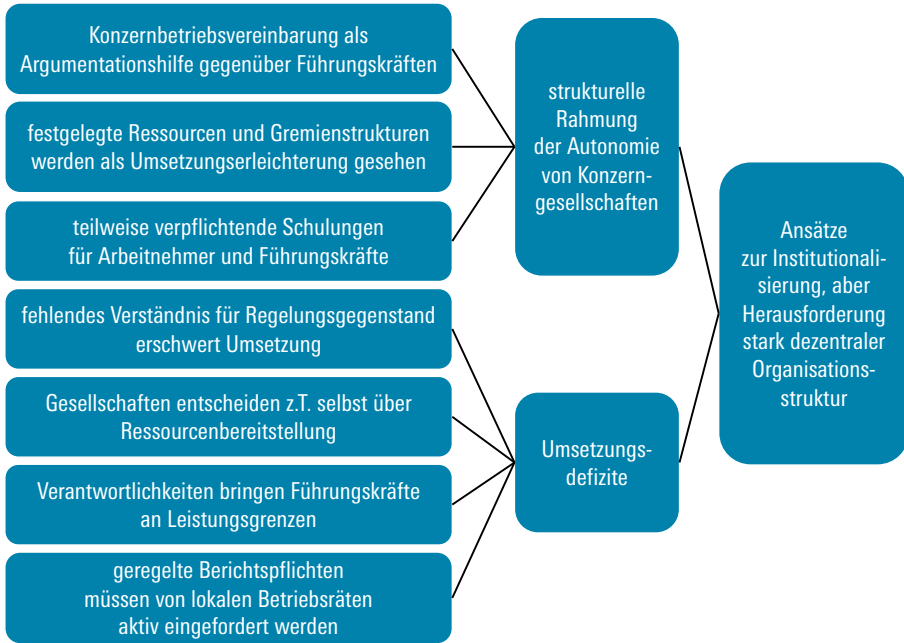 Konzernbetriebsvereinbarung als
Argumentationshilfe gegenüber Führungskräften
festgelegte Ressourcen und Gremienstrukturen
werden als Umsetzungserleichterung gesehen
teilweise verpflichtende Schulungen
für Arbeitnehmer und Führungskräfte
fehlendes Verständnis für Regelungsgegenstand
erschwert Umsetzung
Gesellschaften entscheiden z.T. selbst über
Ressourcenbereitstellung
Verantwortlichkeiten bringen Führungskräfte
an Leistungsgrenzen
geregelte Berichtspflichten
müssen von lokalen Betriebsräten
aktiv eingefordert werden
strukturelle
Rahmung
der Autonomie
von Konzern-
gesellschaften
Umsetzungs-
defizite
Ansätze
zur Institutionali-
sierung, aber
Herausforderung
stark dezentraler
Organisations-
struktur